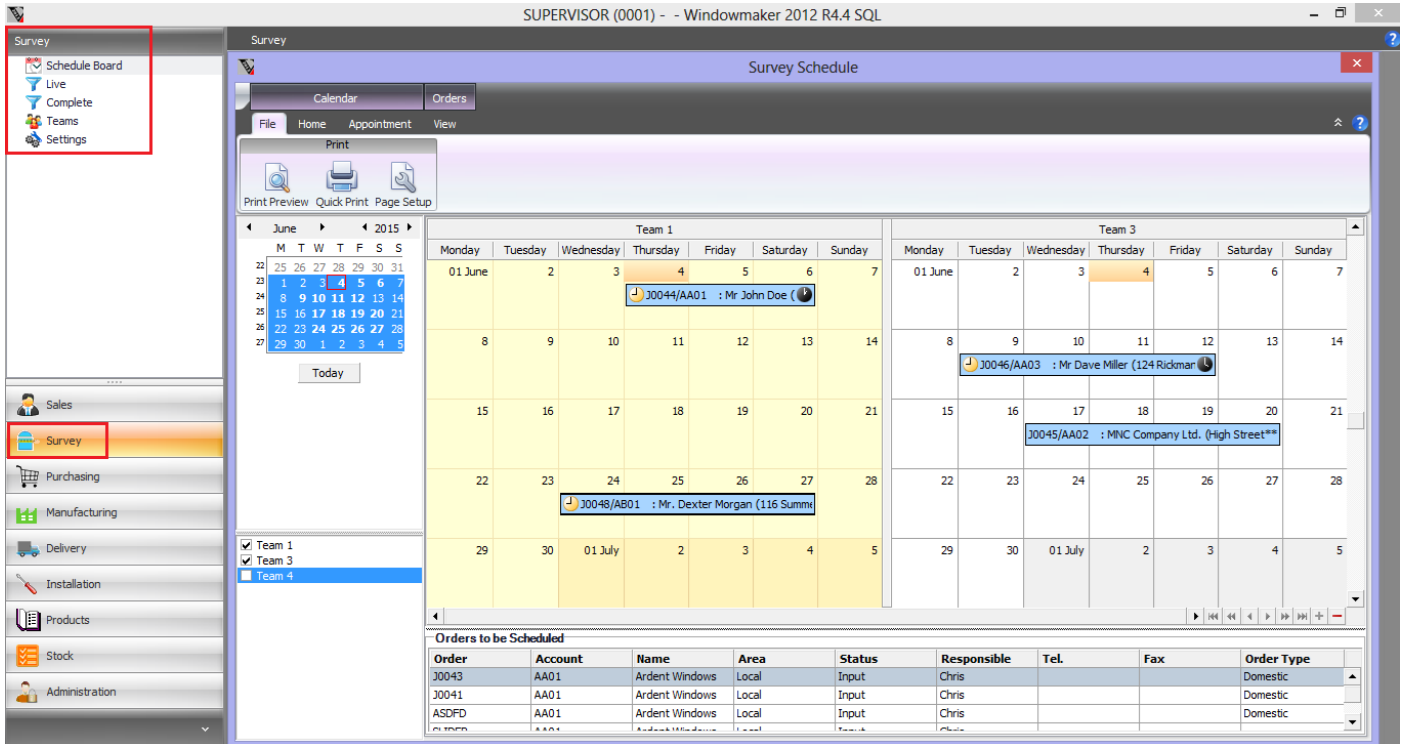 SUPERVISOR (0001) - - Windowmaker 2012 R4.4 SQL
Survey
Schedule Board
Live
Complete
Teams
Settings
Sales
Survey
Purchasing
Manufacturing
Delivery
Installation
Products
Stock
Administration
Survey
Survey Schedule
Calendar Orders
File Home Appointment View
Print
Print Preview Quick Print Page Setup
June 2015
M T W T F S S
22 25 26 27 28 29 30 31
23 1 2 3 4 5 6 7
24 8 9 10 11 12 13 14
25 15 16 17 18 19 20 21
26 22 23 24 25 26 27 28
27 29 30 1 2 3 4 5
Today
Team 1
Team 3
Team 4
Team 1
Monday Tuesday Wednesday Thursday Friday Saturday Sunday
01 June 2 3 4 5 6 7
J0044/AA01 : Mr John Doe (
8 9 10 11 12 13 14
15 16 17 18 19 20 21
22 23 24 25 26 27 28
J0048/AB01 : Mr. Dexter Morgan (116 Summe
29 30 01 July 2 3 4 5
Team 3
Monday Tuesday Wednesday Thursday Friday Saturday Sunday
01 June 2 3 4 5 6 7
8 9 10 11 12 13 14
J0046/AA03 : Mr Dave Miller (124 Rickmar
15 16 17 18 19 20 21
J0045/AA02 : MNC Company Ltd. (High Street**
22 23 24 25 26 27 28
29 30 01 July 2 3 4 5
Orders to be Scheduled
Order Account Name Area Status Responsible Tel. Fax Order Type
J0043 AA01 Ardent Windows Local Input Chris Domestic
J0041 AA01 Ardent Windows Local Input Chris Domestic
ASDFD AA01 Ardent Windows Local Input Chris Domestic